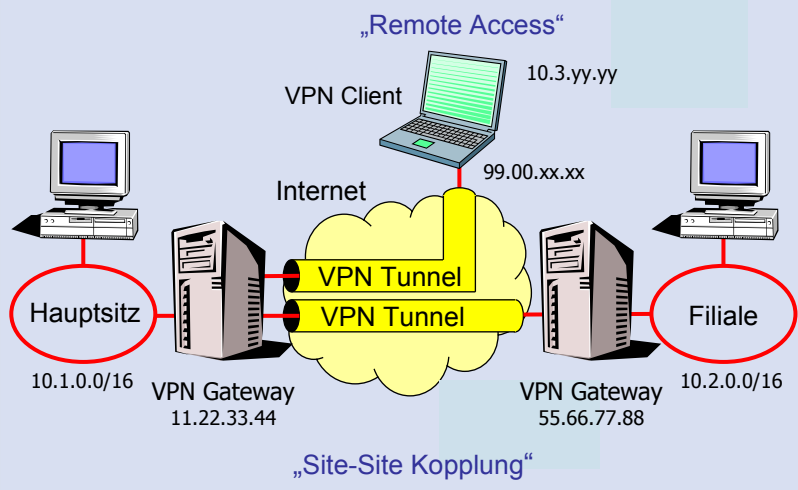 „Remote Access“
10.3.yy.yy
VPN Client
99.00.xx.xx
Internet
VPN Tunnel
VPN Tunnel
Hauptsitz
Filiale
10.1.0.0/16
VPN Gateway
11.22.33.44
VPN Gateway
55.66.77.88
10.2.0.0/16
„Site-Site Kopplung“